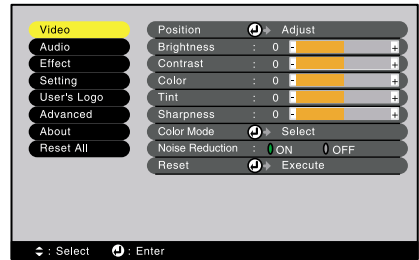 Video
Audio
Effect
Setting
User's Logo
Advanced
About
Reset All
Position Adjust
Brightness : 0 - +
Contrast : 0 - +
Color : 0 - +
Tint : 0 - +
Sharpness : 0 - +
Color Mode Select
Noise Reduction : ON OFF
Reset Execute
: Select : Enter